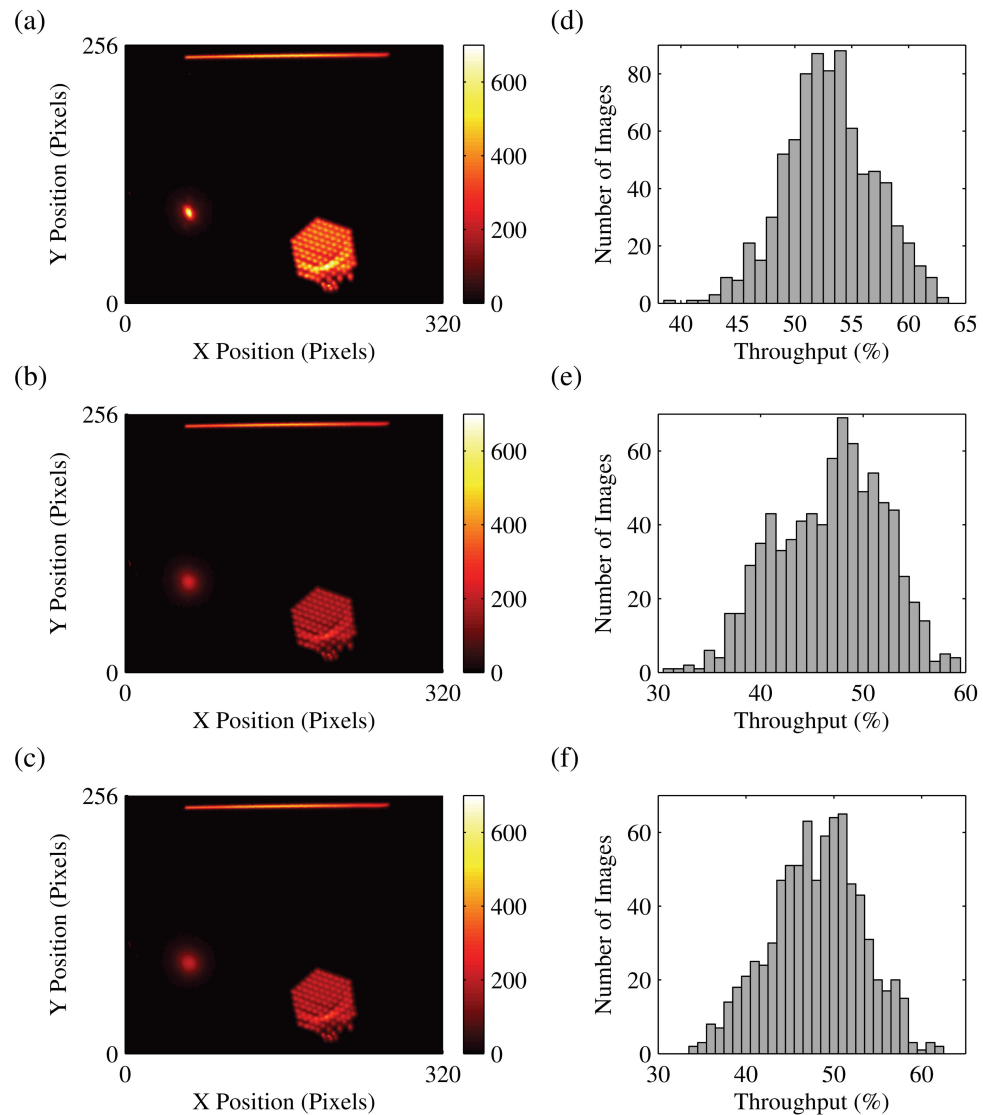 (a)
256
Y Position (Pixels)
0
0
320
X Position (Pixels)
600
400
200
0
(d)
80
60
40
20
0
Number of Images
40
45
50
55
60
65
Throughput (%)
(b)
256
Y Position (Pixels)
0
0
320
X Position (Pixels)
600
400
200
0
(e)
60
40
20
0
Number of Images
30
40
50
60
Throughput (%)
(c)
256
Y Position (Pixels)
0
0
320
X Position (Pixels)
600
400
200
0
(f)
60
40
20
0
Number of Images
30
40
50
60
Throughput (%)